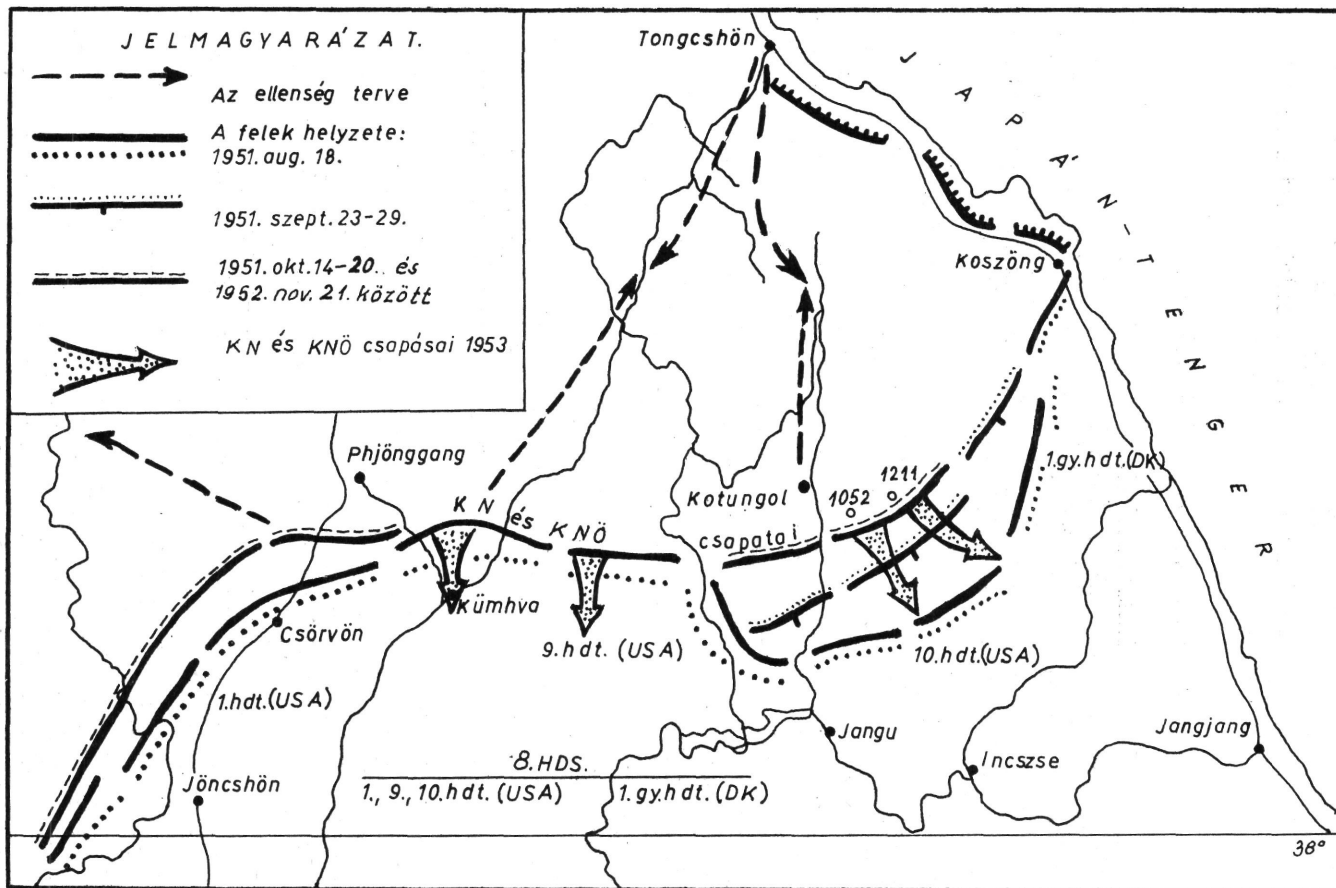 JELMAGYARÁZAT.
Az ellenség terve
A felek helyzete:
1951. aug. 18.
1951. szept. 23-29.
1951. okt. 14-20. és
1952. nov. 21. között
KN és KNÖ csapásai 1953
Tongcshön
JAPÁN-TENGER
Koszöng
Phjönggang
KN és KNÖ
csapatai
Kotungol
1052
1211
1.gy.hdt.(DK)
Kümhva
Csörvön
9.hdt. (USA)
10.hdt.(USA)
1.hdt.(USA)
Jangu
Jangjang
Incszse
Jöncshön
8.HDS.
1., 9., 10.hdt. (USA) 1.gy.hdt.(DK)
38°